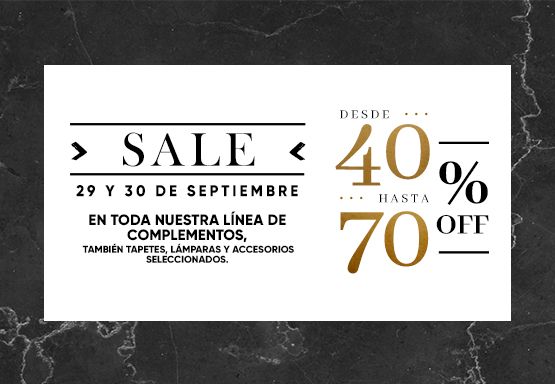 > SALE <
29 Y 30 DE SEPTIEMBRE
EN TODA NUESTRA LÍNEA DE
COMPLEMENTOS,
TAMBIÉN TAPETES, LÁMPARAS Y ACCESORIOS
SELECCIONADOS.
DESDE ...
40
... HASTA
70
%
OFF